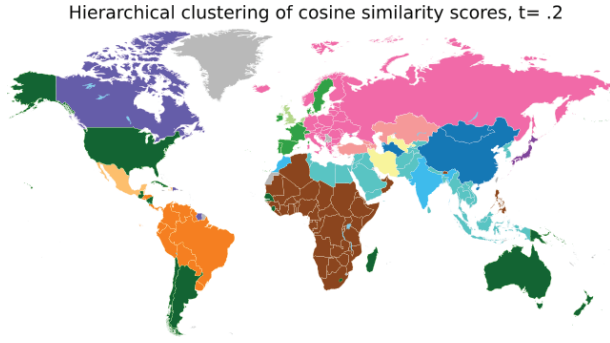 Hierarchical clustering of cosine similarity scores, t= .2